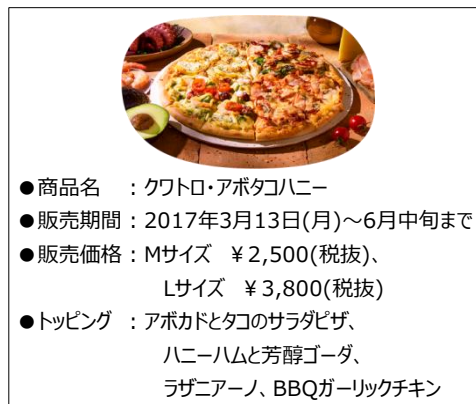 ●商品名 :クワトロ・アボタコハニー
●販売期間:2017年3月13日(月)~6月中旬まで
●販売価格:Mサイズ ¥2,500(税抜)、
Lサイズ ¥3,800(税抜)
●トッピング :アボカドとタコのサラダピザ、
ハニーハムと芳醇ゴーダ、
ラザニアーノ、BBQガーリックチキン